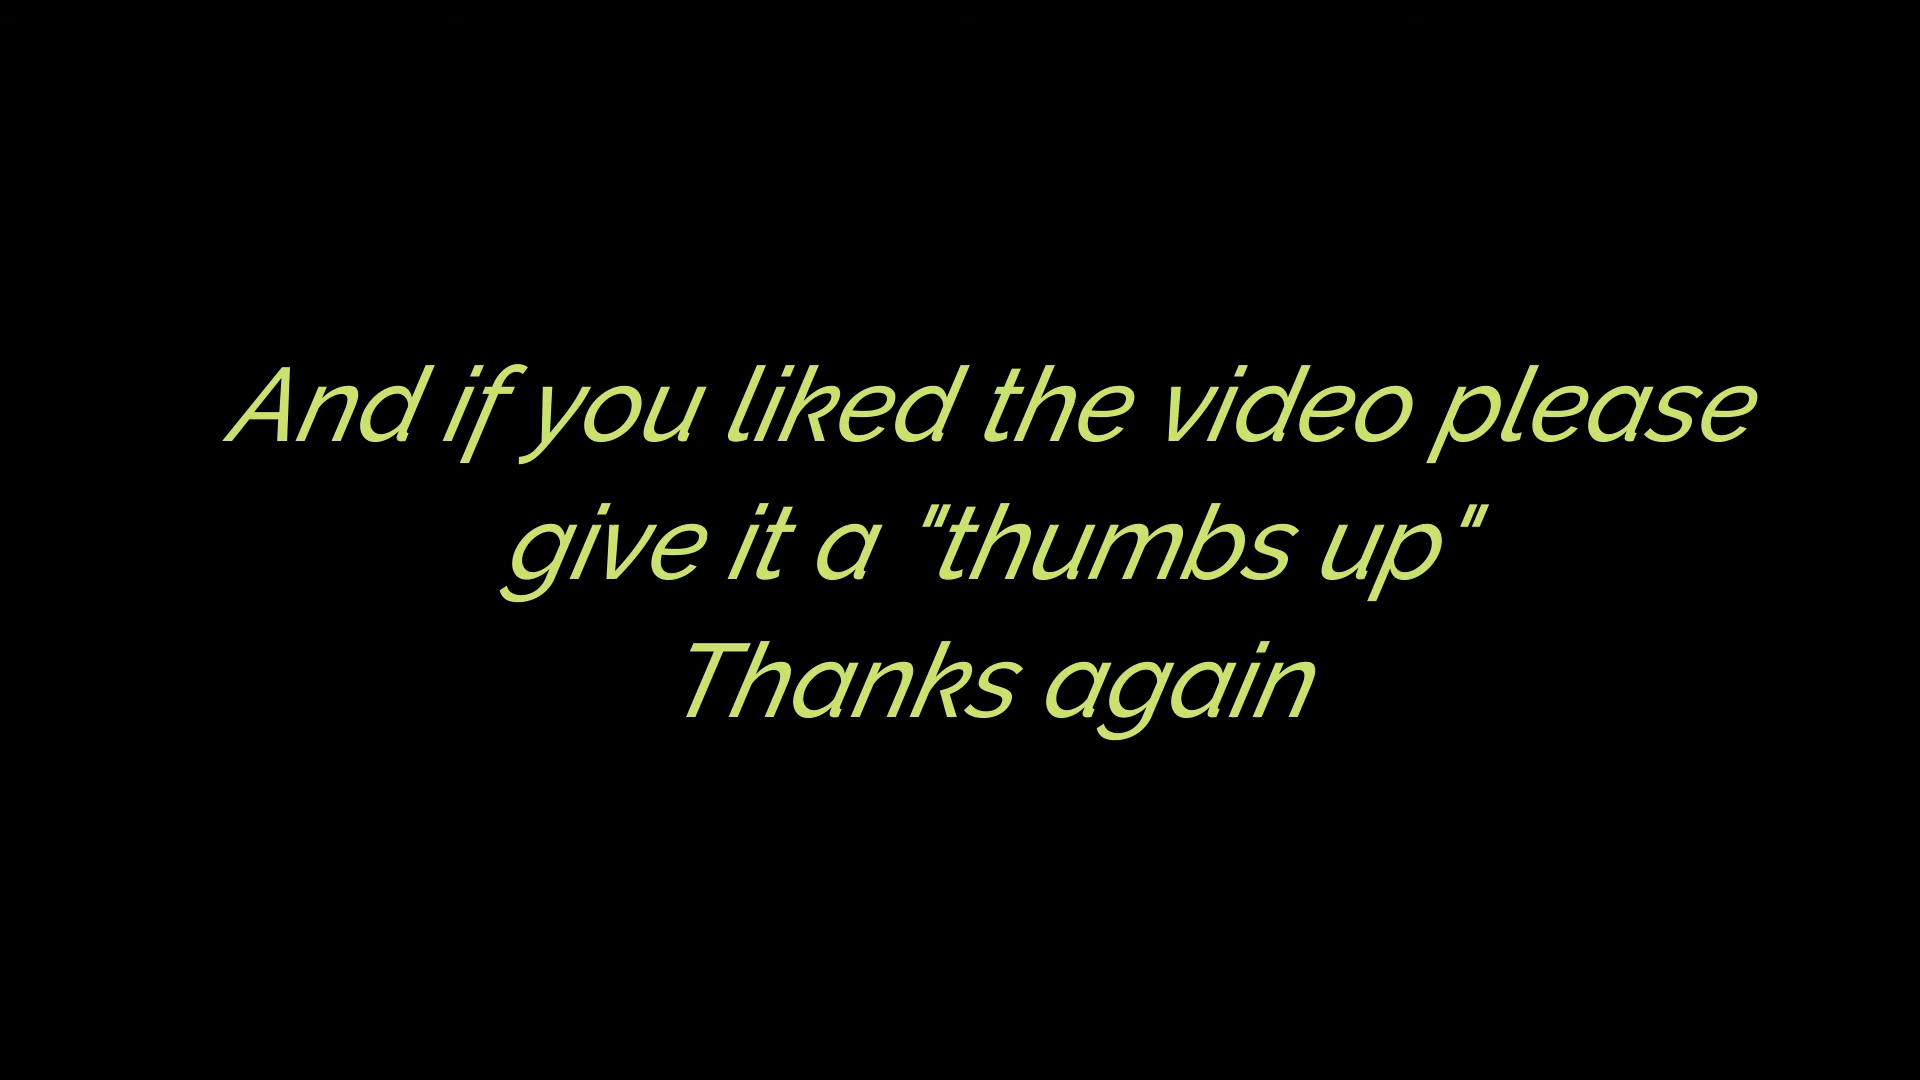 And if you liked the video please
give it a "thumbs up"
Thanks again